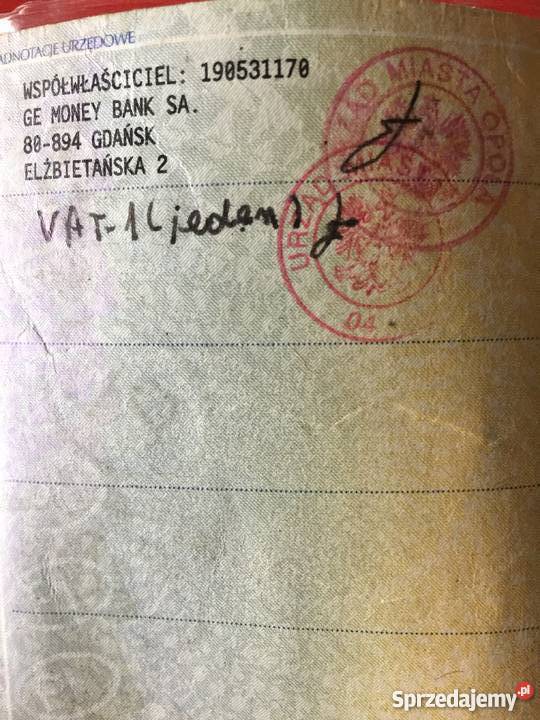 ADNOTACJE URZĘDOWE
WSPÓŁWŁAŚCICIEL: 190531170
GE MONEY BANK SA.
80-894 GDAŃSK
ELŻBIETAŃSKA 2
VAT-1 (jeden)
MIASTA OPOLA
URZĄD
04
Sprzedajemy.pl